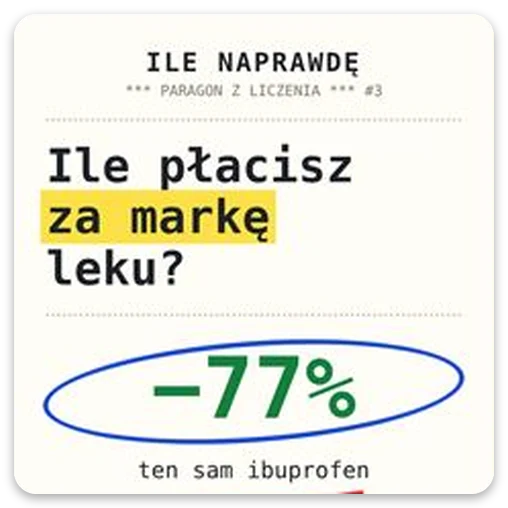 ILE NAPRAWDĘ
*** PARAGON Z LICZENIA *** #3
Ile płacisz
za markę
leku?
−77%
ten sam ibuprofen